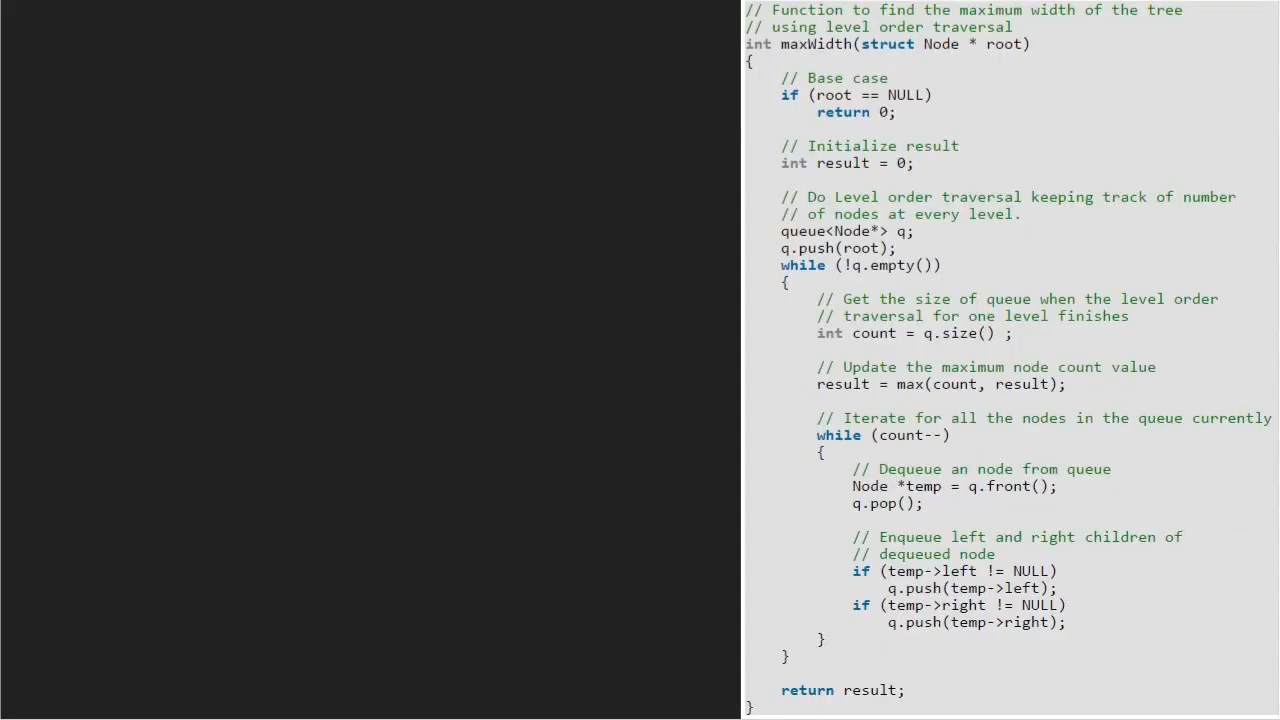 // Function to find the maximum width of the tree
// using level order traversal
int maxWidth(struct Node * root)
{
    // Base case
    if (root == NULL)
        return 0;

    // Initialize result
    int result = 0;

    // Do Level order traversal keeping track of number
    // of nodes at every level.
    queue<Node*> q;
    q.push(root);
    while (!q.empty())
    {
        // Get the size of queue when the level order
        // traversal for one level finishes
        int count = q.size() ;

        // Update the maximum node count value
        result = max(count, result);

        // Iterate for all the nodes in the queue currently
        while (count--)
        {
            // Dequeue an node from queue
            Node *temp = q.front();
            q.pop();

            // Enqueue left and right children of
            // dequeued node
            if (temp->left != NULL)
                q.push(temp->left);
            if (temp->right != NULL)
                q.push(temp->right);
        }
    }

    return result;
}